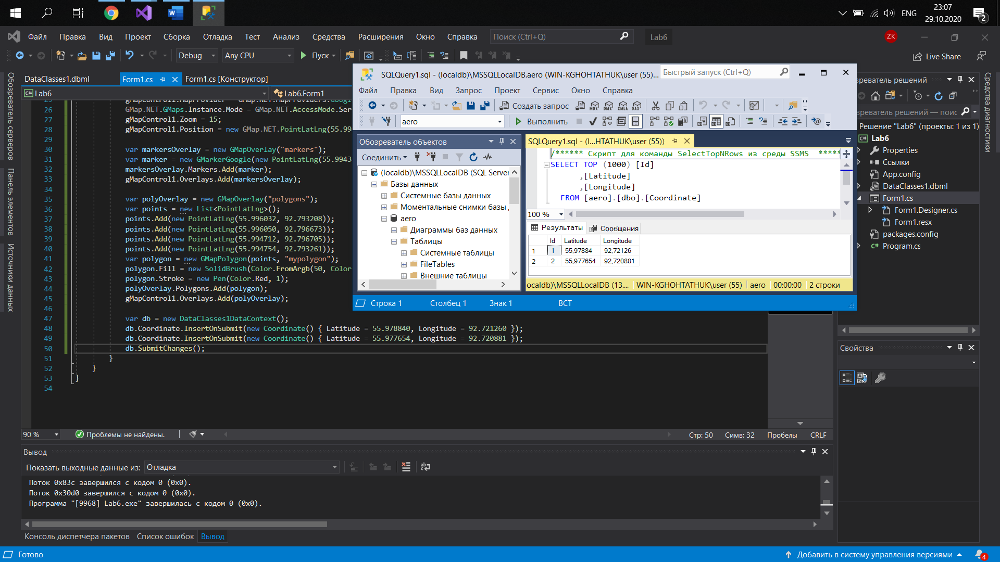 ENG
23:07
29.10.2020
2
Файл Правка Вид Проект Сборка Отладка Тест Анализ Средства Расширения Окно Справка
Поиск (Ctrl+Q)
Lab6
ZK
Debug
Any CPU
Пуск
Live Share
Обозреватель серверов
Панель элементов
Источники данных
DataClasses1.dbml
Form1.cs
Form1.cs [Конструктор]
Lab6
Lab6.Form1
26 GMap.NET.GMaps.Instance.Mode = GMap.NET.AccessMode.Ser
27 gMapControl1.Zoom = 15;
28 gMapControl1.Position = new GMap.NET.PointLatLng(55.99
29
30 var markersOverlay = new GMapOverlay("markers");
31 var marker = new GMarkerGoogle(new PointLatLng(55.9943
32 markersOverlay.Markers.Add(marker);
33 gMapControl1.Overlays.Add(markersOverlay);
34
35 var polyOverlay = new GMapOverlay("polygons");
36 var points = new List<PointLatLng>();
37 points.Add(new PointLatLng(55.996032, 92.793208));
38 points.Add(new PointLatLng(55.996050, 92.796673));
39 points.Add(new PointLatLng(55.994712, 92.796705));
40 points.Add(new PointLatLng(55.994754, 92.793261));
41 var polygon = new GMapPolygon(points, "mypolygon");
42 polygon.Fill = new SolidBrush(Color.FromArgb(50, Color
43 polygon.Stroke = new Pen(Color.Red, 1);
44 polyOverlay.Polygons.Add(polygon);
45 gMapControl1.Overlays.Add(polyOverlay);
46
47 var db = new DataClasses1DataContext();
48 db.Coordinate.InsertOnSubmit(new Coordinate() { Latitude = 55.978840, Longitude = 92.721260 });
49 db.Coordinate.InsertOnSubmit(new Coordinate() { Latitude = 55.977654, Longitude = 92.720881 });
50 db.SubmitChanges();
51 }
52 }
53 }
54
90 %
Проблемы не найдены.
Стр: 50 Симв: 32 Пробелы CRLF
SQLQuery1.sql - (localdb)\MSSQLLocalDB.aero (WIN-KGHOHTATHUK\user (55)...
Быстрый запуск (Ctrl+Q)
Файл Правка Вид Запрос Проект Сервис Окно Справка
Создать запрос
MDX DMX XMLA DAX
aero
Выполнить
Обозреватель объектов
Соединить
(localdb)\MSSQLLocalDB (SQL Server
Базы данных
Системные базы данных
Моментальные снимки базы
aero
Диаграммы баз данных
Таблицы
Системные таблицы
FileTables
Внешние таблицы
SQLQuery1.sql - (l...HTATHUK\user (55))
/****** Скрипт для команды SelectTopNRows из среды SSMS *****
SELECT TOP (1000) [Id]
,[Latitude]
,[Longitude]
FROM [aero].[dbo].[Coordinate]
100 %
Результаты
Сообщения
Id Latitude Longitude
1 1 55,97884 92,72126
2 2 55,977654 92,720881
ocaldb)\MSSQLLocalDB (13.... WIN-KGHOHTATHUK\user (55) aero 00:00:00 2 строки
Строка 1 Столбец 1 Знак 1 ВСТ
зреватель решений
зреватель решений — поис
Решение "Lab6" (проекты: 1 из 1)
Lab6
Properties
Ссылки
App.config
DataClasses1.dbml
Form1.cs
Form1.Designer.cs
Form1.resx
packages.config
Program.cs
Средства диагностики
Свойства
Вывод
Показать выходные данные из: Отладка
Поток 0x83c завершился с кодом 0 (0x0).
Поток 0x30d0 завершился с кодом 0 (0x0).
Программа "[9968] Lab6.exe" завершилась с кодом 0 (0x0).
Консоль диспетчера пакетов Список ошибок Вывод
Готово
Добавить в систему управления версиями
4